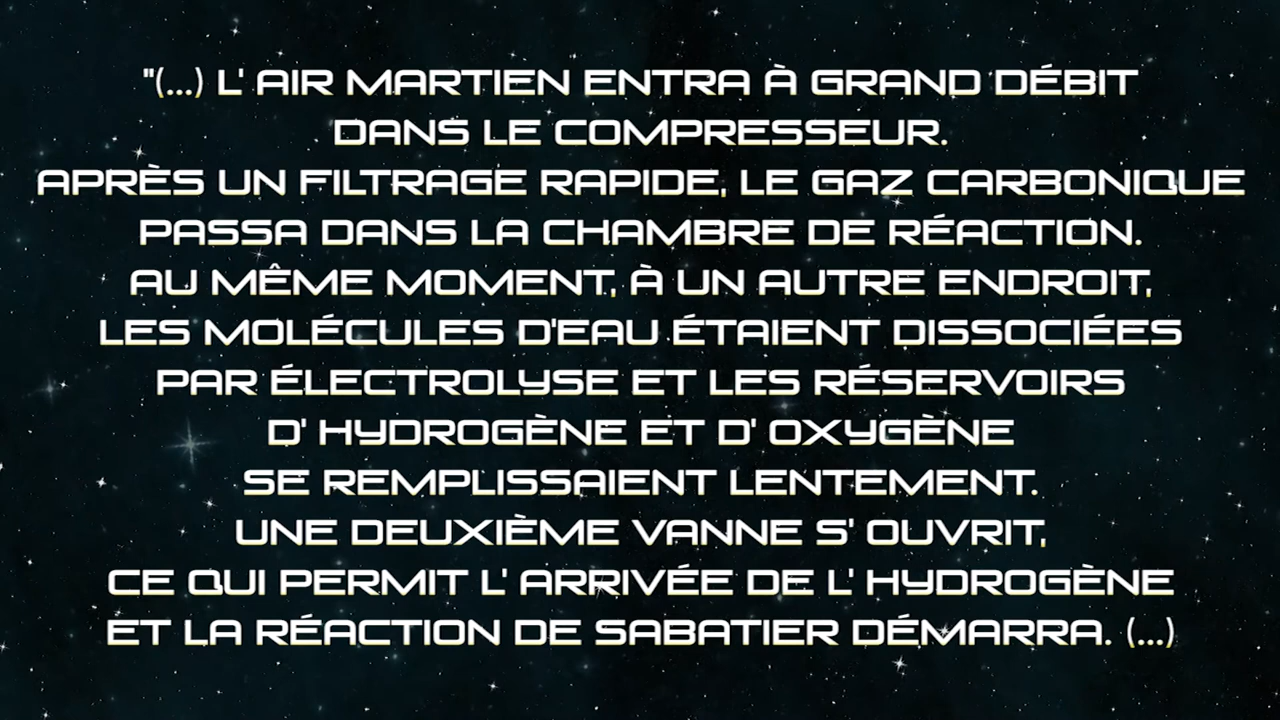 "(...) L' AIR MARTIEN ENTRA À GRAND DÉBIT
DANS LE COMPRESSEUR.
APRÈS UN FILTRAGE RAPIDE, LE GAZ CARBONIQUE
PASSA DANS LA CHAMBRE DE RÉACTION.
AU MÊME MOMENT, À UN AUTRE ENDROIT,
LES MOLÉCULES D'EAU ÉTAIENT DISSOCIÉES
PAR ÉLECTROLYSE ET LES RÉSERVOIRS
D' HYDROGÈNE ET D' OXYGÈNE
SE REMPLISSAIENT LENTEMENT.
UNE DEUXIÈME VANNE S' OUVRIT,
CE QUI PERMIT L' ARRIVÉE DE L' HYDROGÈNE
ET LA RÉACTION DE SABATIER DÉMARRA. (...)